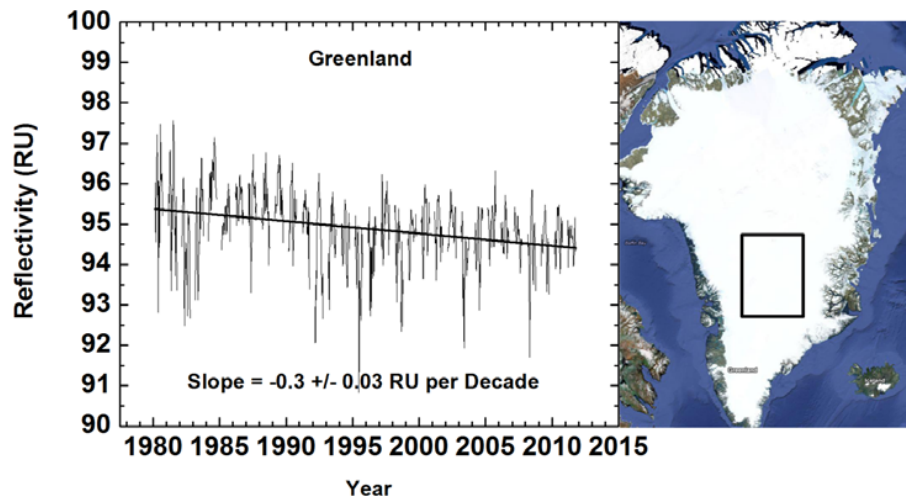 100
99
98
97
96
95
94
93
92
91
90
Reflectivity (RU)
Greenland
Slope = -0.3 +/- 0.03 RU per Decade
1980 1985 1990 1995 2000 2005 2010 2015
Year
Greenland